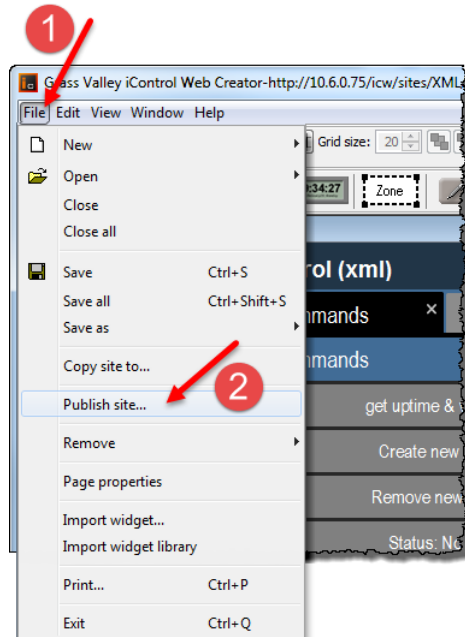 1
Grass Valley iControl Web Creator-http://10.6.0.75/icw/sites/XML
File Edit View Window Help
New
Grid size: 20
Open
:34:27 Zone
Close
Close all
Save Ctrl+S
rol (xml)
Save all Ctrl+Shift+S
mmands ×
Save as
mmands
Copy site to...
2
Publish site...
get uptime &
Remove
Create new
Page properties
Remove new
Import widget...
Status: No
Import widget library
Print... Ctrl+P
Exit Ctrl+Q